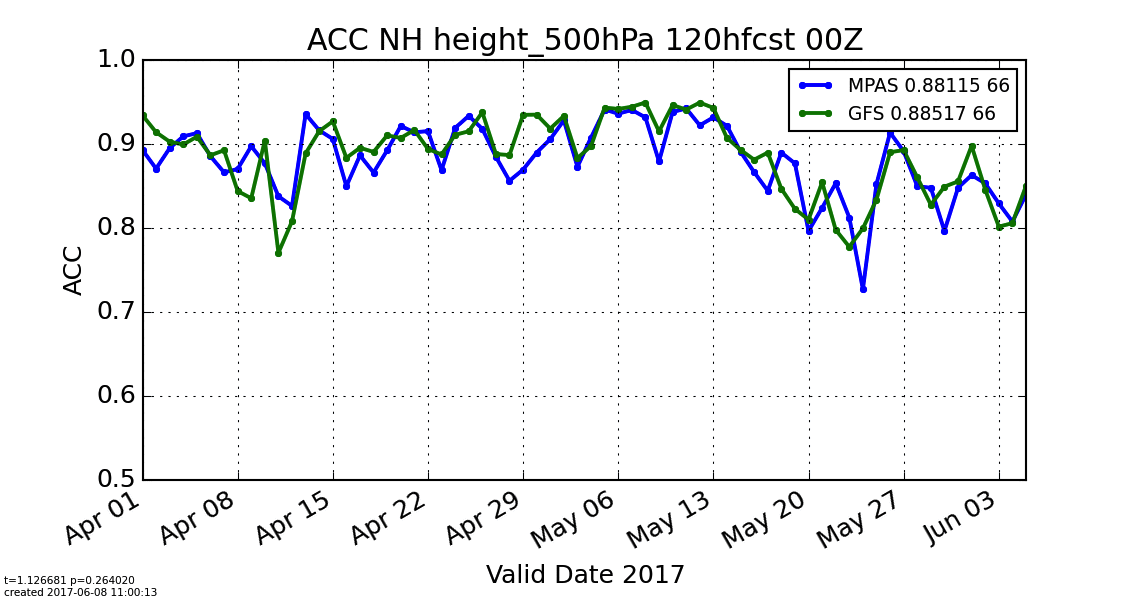 ACC NH height_500hPa 120hfcst 00Z
MPAS 0.88115 66
GFS 0.88517 66
1.0
0.9
0.8
0.7
0.6
0.5
ACC
Apr 01 Apr 08 Apr 15 Apr 22 Apr 29 May 06 May 13 May 20 May 27 Jun 03
Valid Date 2017
t=1.126681 p=0.264020
created 2017-06-08 11:00:13